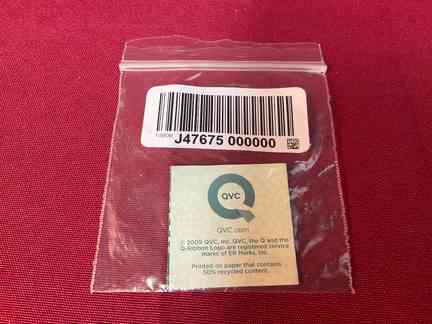 J47675 000000
QVC
QVC.com
© 2009 QVC, Inc. QVC, the Q and the
Q-Ribbon Logo are registered service
marks of ER Marks, Inc.
Printed on paper that contains
50% recycled content.